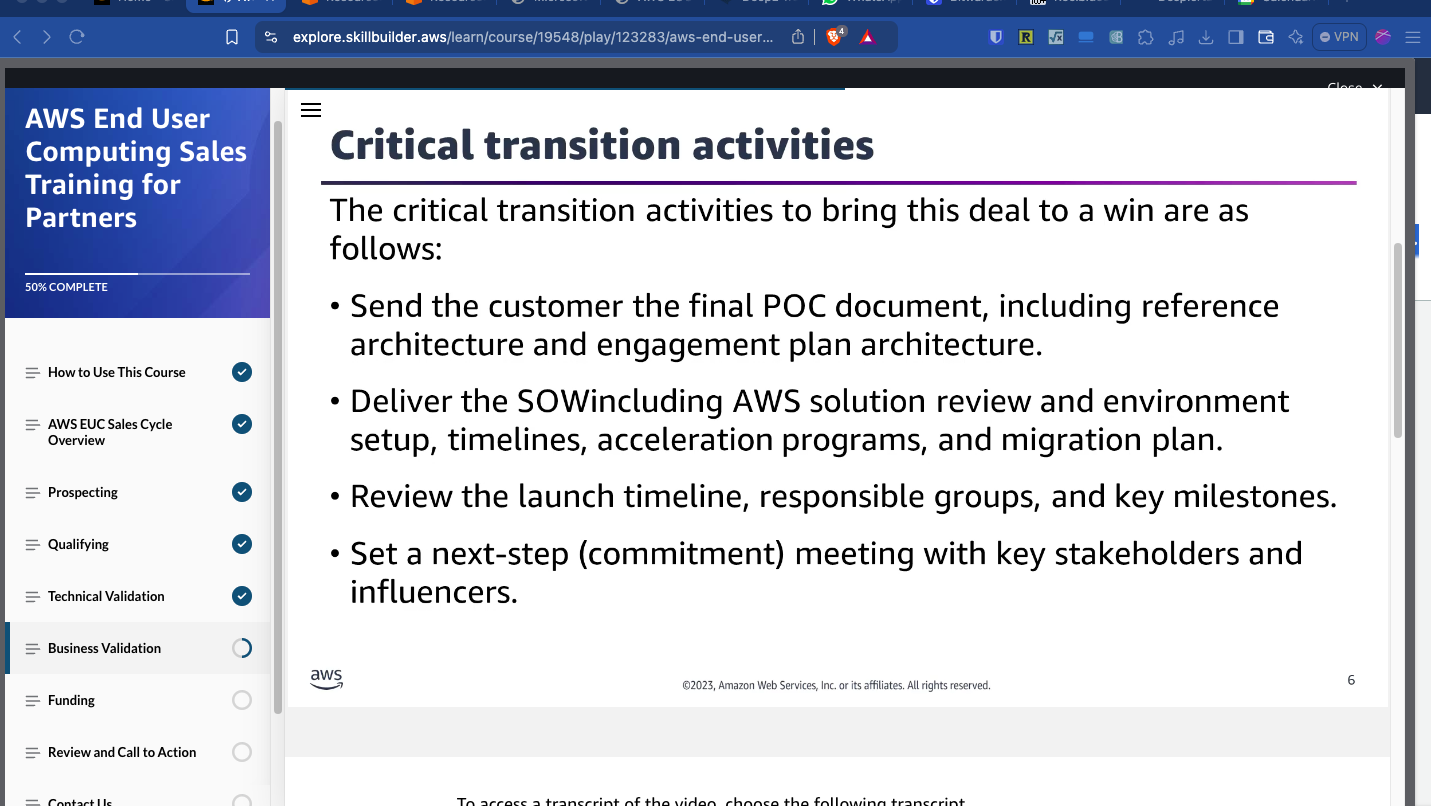 explore.skillbuilder.aws/learn/course/19548/play/123283/aws-end-user...
4
VPN
Close
AWS End User
Computing Sales
Training for
Partners
50% COMPLETE
How to Use This Course
AWS EUC Sales Cycle
Overview
Prospecting
Qualifying
Technical Validation
Business Validation
Funding
Review and Call to Action
Contact Us
Critical transition activities
The critical transition activities to bring this deal to a win are as
follows:
• Send the customer the final POC document, including reference
architecture and engagement plan architecture.
• Deliver the SOWincluding AWS solution review and environment
setup, timelines, acceleration programs, and migration plan.
• Review the launch timeline, responsible groups, and key milestones.
• Set a next-step (commitment) meeting with key stakeholders and
influencers.
aws
©2023, Amazon Web Services, Inc. or its affiliates. All rights reserved.
6
To access a transcript of the video, choose the following transcript